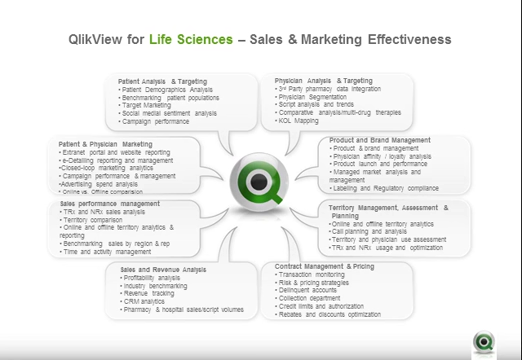 QlikView for Life Sciences – Sales & Marketing Effectiveness
Patient Analysis & Targeting
• Patient Demographics Analysis
• Benchmarking patient populations
• Target Marketing
• Social medial sentiment analysis
• Campaign performance
Physician Analysis & Targeting
• 3rd Party pharmacy data integration
• Physician Segmentation
• Script analysis and trends
• Comparative analysis/multi-drug therapies
• KOL Mapping
Patient & Physician Marketing
• Extranet portal and website reporting
• e-Detailing reporting and management
•Closed-loop marketing analytics
• Campaign performance & management
•Advertising spend analysis
• Online vs. Offline comparision
Product and Brand Management
• Product & brand management
• Physician affinity / loyalty analysis
• Product launch and performance
• Managed market analysis and
management
• Labeling and Regulatory compliance
Sales performance management
• TRx and NRx sales analysis
• Territory comparison
• Online and offline territory analytics &
reporting
• Benchmarking sales by region & rep
• Time and activity management
Territory Management, Assessment &
Planning
• Online and offline territory analytics
• Call planning and analysis
• Territory and physician use assessment
• TRx and NRx usage and optimization
Sales and Revenue Analysis
• Profitability analysis
• Industry benchmarking
• Revenue tracking
• CRM analytics
• Pharmacy & hospital sales/script volumes
Contract Management & Pricing
• Transaction monitoring
• Risk & pricing strategies
• Delinquent accounts
• Collection department
• Credit limits and authorization
• Rebates and discounts optimization